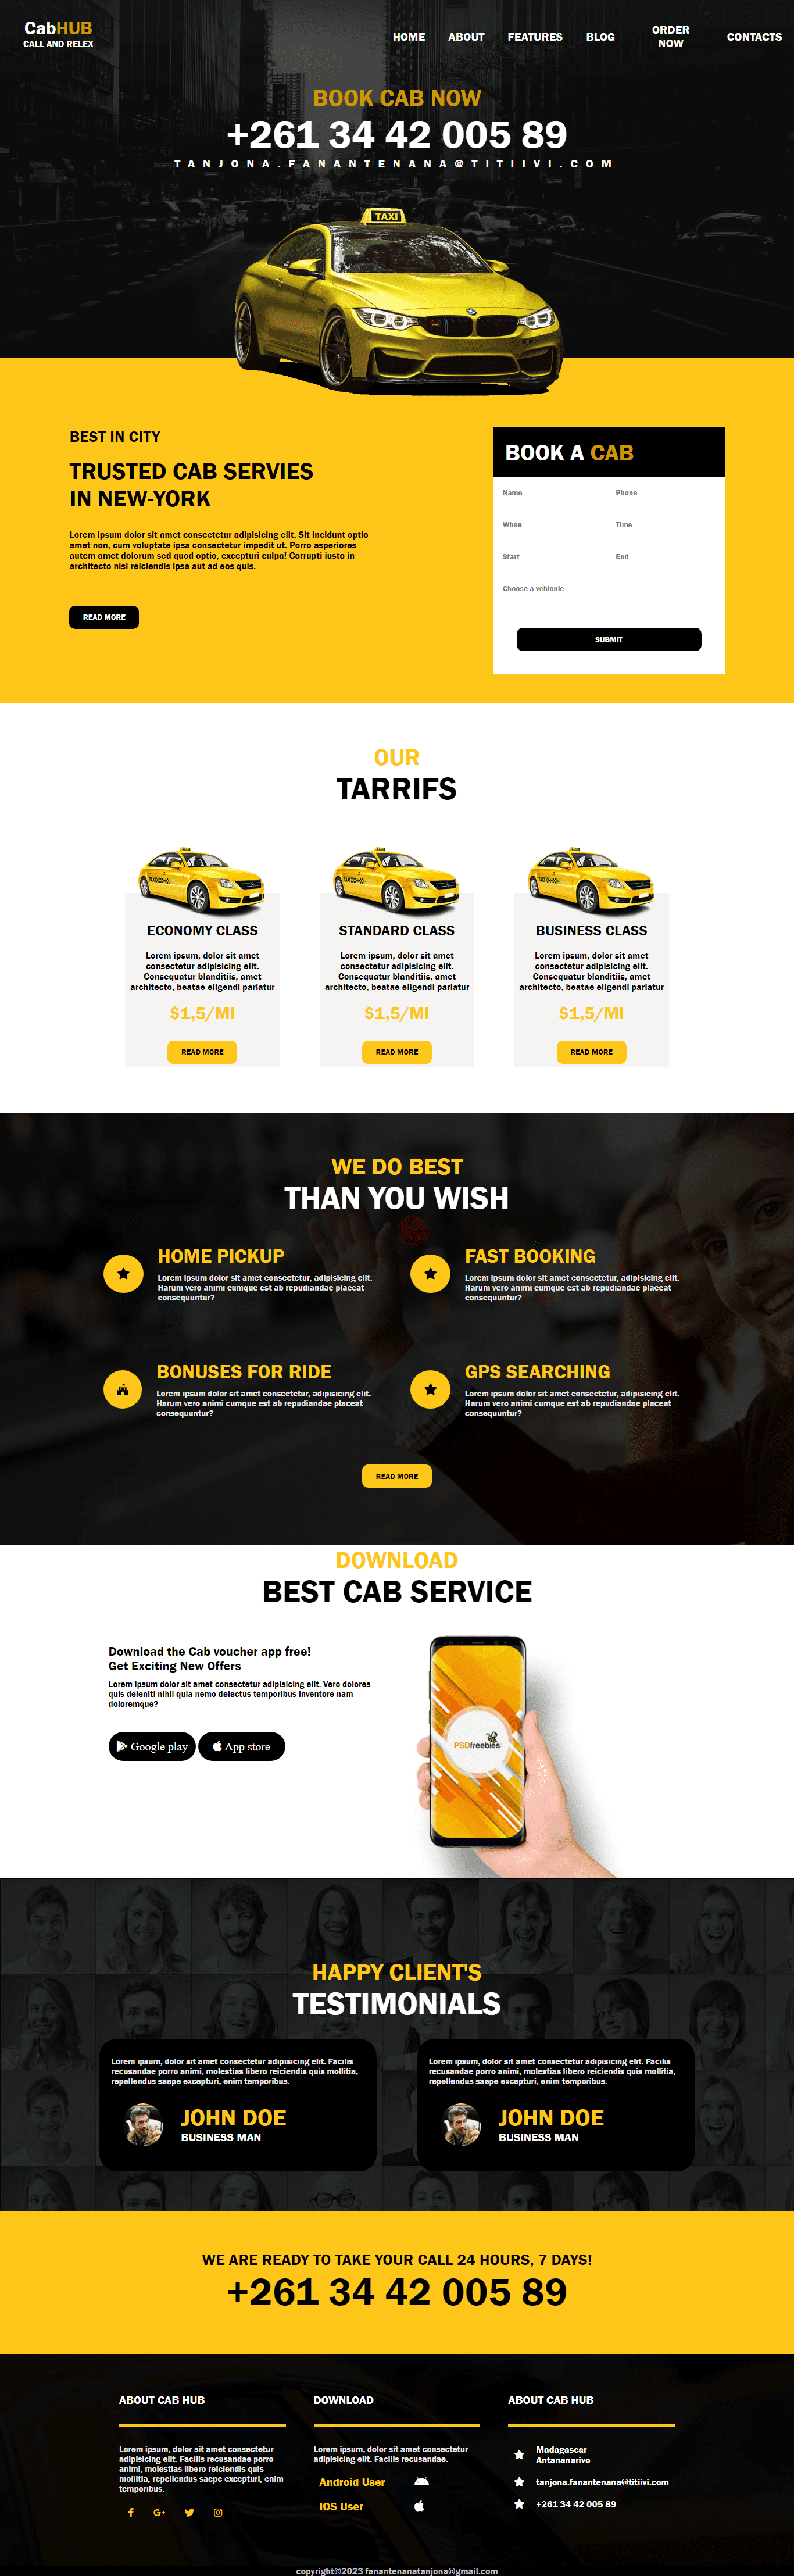 CabHUB
CALL AND RELEX
HOME ABOUT FEATURES BLOG ORDER NOW CONTACTS
BOOK CAB NOW
+261 34 42 005 89
TANJONA.FANANTENANA@TITIIVI.COM
TAXI
BEST IN CITY
TRUSTED CAB SERVIES
IN NEW-YORK
Lorem ipsum dolor sit amet consectetur adipisicing elit. Sit incidunt optio
amet non, cum voluptate ipsa consectetur impedit ut. Porro asperiores
autem amet dolorum sed quod optio, excepturi culpa! Corrupti iusto in
architecto nisi reiciendis ipsa aut ad eos quis.
READ MORE
BOOK A CAB
Name Phone
When Time
Start End
Choose a vehicule
SUBMIT
OUR
TARRIFS
ECONOMY CLASS
Lorem ipsum, dolor sit amet
consectetur adipisicing elit.
Consequatur blanditiis, amet
architecto, beatae eligendi pariatur
$1,5/MI
READ MORE
STANDARD CLASS
Lorem ipsum, dolor sit amet
consectetur adipisicing elit.
Consequatur blanditiis, amet
architecto, beatae eligendi pariatur
$1,5/MI
READ MORE
BUSINESS CLASS
Lorem ipsum, dolor sit amet
consectetur adipisicing elit.
Consequatur blanditiis, amet
architecto, beatae eligendi pariatur
$1,5/MI
READ MORE
WE DO BEST
THAN YOU WISH
HOME PICKUP
Lorem ipsum dolor sit amet consectetur, adipisicing elit.
Harum vero animi cumque est ab repudiandae placeat
consequuntur?
FAST BOOKING
Lorem ipsum dolor sit amet consectetur, adipisicing elit.
Harum vero animi cumque est ab repudiandae placeat
consequuntur?
BONUSES FOR RIDE
Lorem ipsum dolor sit amet consectetur, adipisicing elit.
Harum vero animi cumque est ab repudiandae placeat
consequuntur?
GPS SEARCHING
Lorem ipsum dolor sit amet consectetur, adipisicing elit.
Harum vero animi cumque est ab repudiandae placeat
consequuntur?
READ MORE
DOWNLOAD
BEST CAB SERVICE
Download the Cab voucher app free!
Get Exciting New Offers
Lorem ipsum dolor sit amet consectetur adipisicing elit. Vero dolores
quis deleniti nihil quia nemo delectus temporibus inventore nam
doloremque?
Google play App store
PSDfreebies
HAPPY CLIENT'S
TESTIMONIALS
Lorem ipsum, dolor sit amet consectetur adipisicing elit. Facilis
recusandae porro animi, molestias libero reiciendis quis mollitia,
repellendus saepe excepturi, enim temporibus.
JOHN DOE
BUSINESS MAN
Lorem ipsum, dolor sit amet consectetur adipisicing elit. Facilis
recusandae porro animi, molestias libero reiciendis quis mollitia,
repellendus saepe excepturi, enim temporibus.
JOHN DOE
BUSINESS MAN
WE ARE READY TO TAKE YOUR CALL 24 HOURS, 7 DAYS!
+261 34 42 005 89
ABOUT CAB HUB
Lorem ipsum, dolor sit amet consectetur
adipisicing elit. Facilis recusandae porro
animi, molestias libero reiciendis quis
mollitia, repellendus saepe excepturi, enim
temporibus.
DOWNLOAD
Lorem ipsum, dolor sit amet consectetur
adipisicing elit. Facilis recusandae.
Android User
IOS User
ABOUT CAB HUB
Madagascar
Antananarivo
tanjona.fanantenana@titiivi.com
+261 34 42 005 89
copyright©2023 fanantenanatanjona@gmail.com